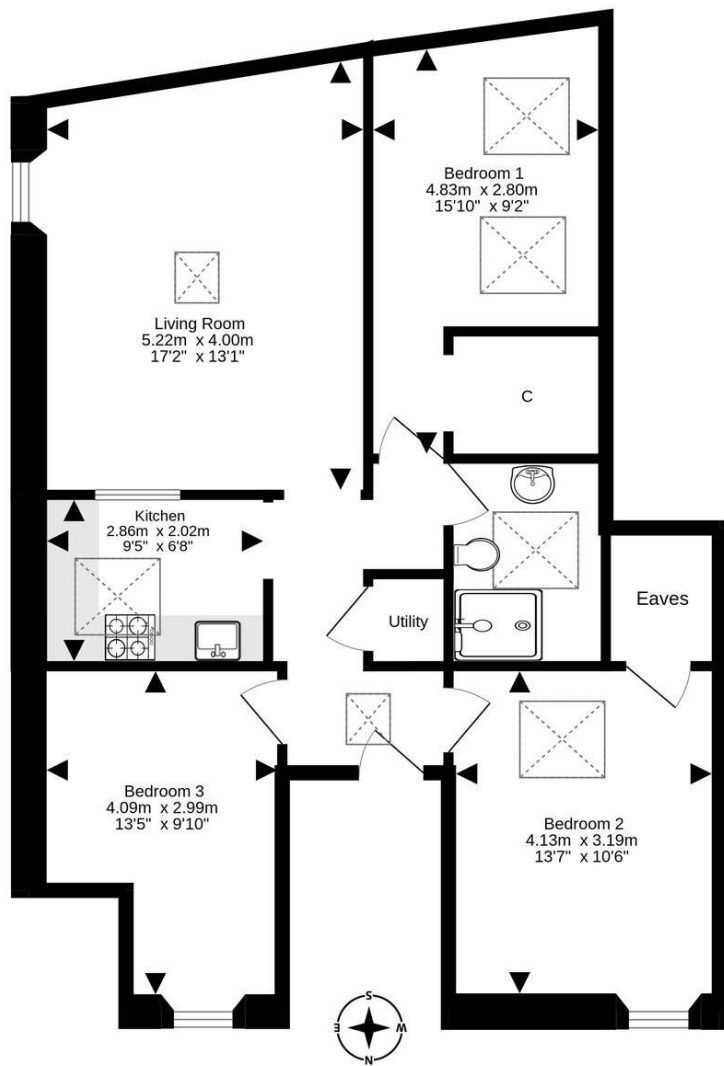 Bedroom 1
4.83m x 2.80m
15'10" x 9'2"
Living Room
5.22m x 4.00m
17'2" x 13'1"
C
Kitchen
2.86m x 2.02m
9'5" x 6'8"
Utility
Eaves
Bedroom 3
4.09m x 2.99m
13'5" x 9'10"
Bedroom 2
4.13m x 3.19m
13'7" x 10'6"
S
E
W
N